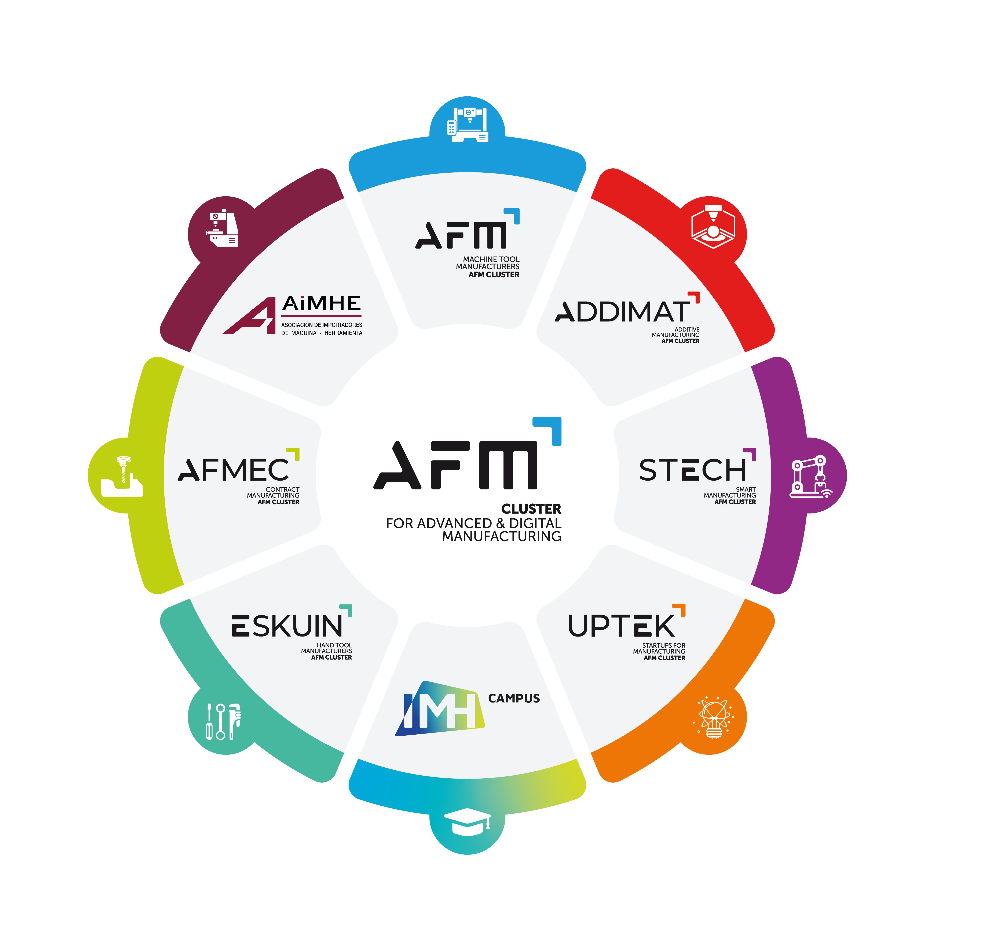 AFM
MACHINE TOOL
MANUFACTURERS
AFM CLUSTER
ADDIMAT
ADDITIVE
MANUFACTURING
AFM CLUSTER
STECH
SMART
MANUFACTURING
AFM CLUSTER
UPTEK
STARTUPS FOR
MANUFACTURING
AFM CLUSTER
IMH CAMPUS
ESKUIN
HAND TOOL
MANUFACTURERS
AFM CLUSTER
AFMEC
CONTRACT
MANUFACTURING
AFM CLUSTER
AiMHE
ASOCIACIÓN DE IMPORTADORES
DE MÁQUINA - HERRAMIENTA
AFM
CLUSTER
FOR ADVANCED & DIGITAL
MANUFACTURING